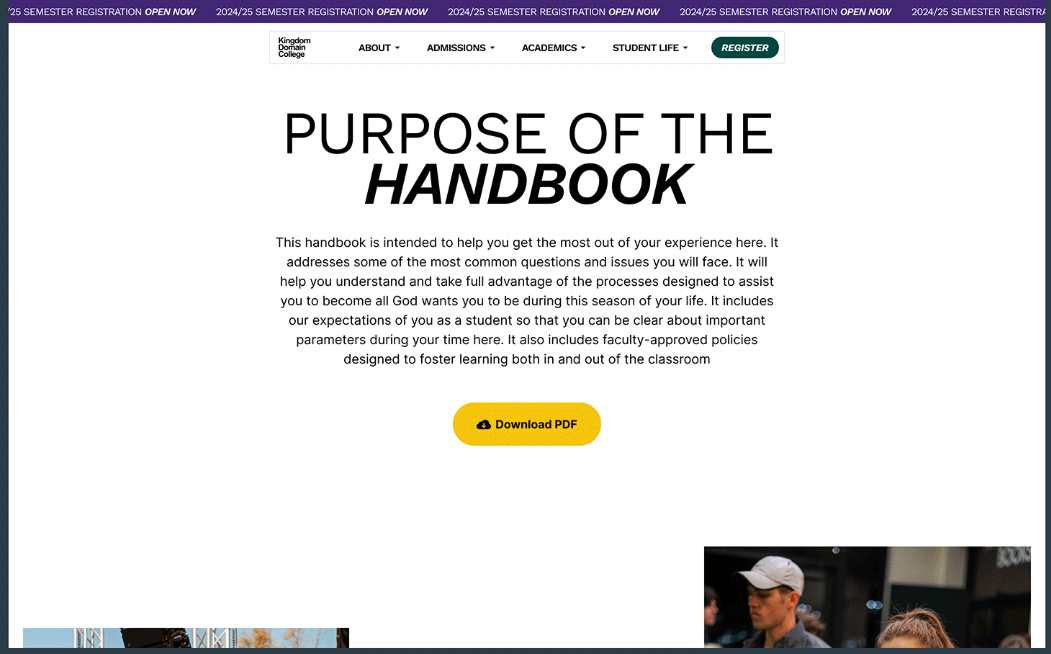 /25 SEMESTER REGISTRATION OPEN NOW 2024/25 SEMESTER REGISTRATION OPEN NOW 2024/25 SEMESTER REGISTRATION OPEN NOW 2024/25 SEMESTER REGISTRATION OPEN NOW 2024/25 SEMESTER REGISTRA
Kingdom
Domain
College
ABOUT ADMISSIONS ACADEMICS STUDENT LIFE REGISTER
PURPOSE OF THE
HANDBOOK
This handbook is intended to help you get the most out of your experience here. It
addresses some of the most common questions and issues you will face. It will
help you understand and take full advantage of the processes designed to assist
you to become all God wants you to be during this season of your life. It includes
our expectations of you as a student so that you can be clear about important
parameters during your time here. It also includes faculty-approved policies
designed to foster learning both in and out of the classroom
Download PDF